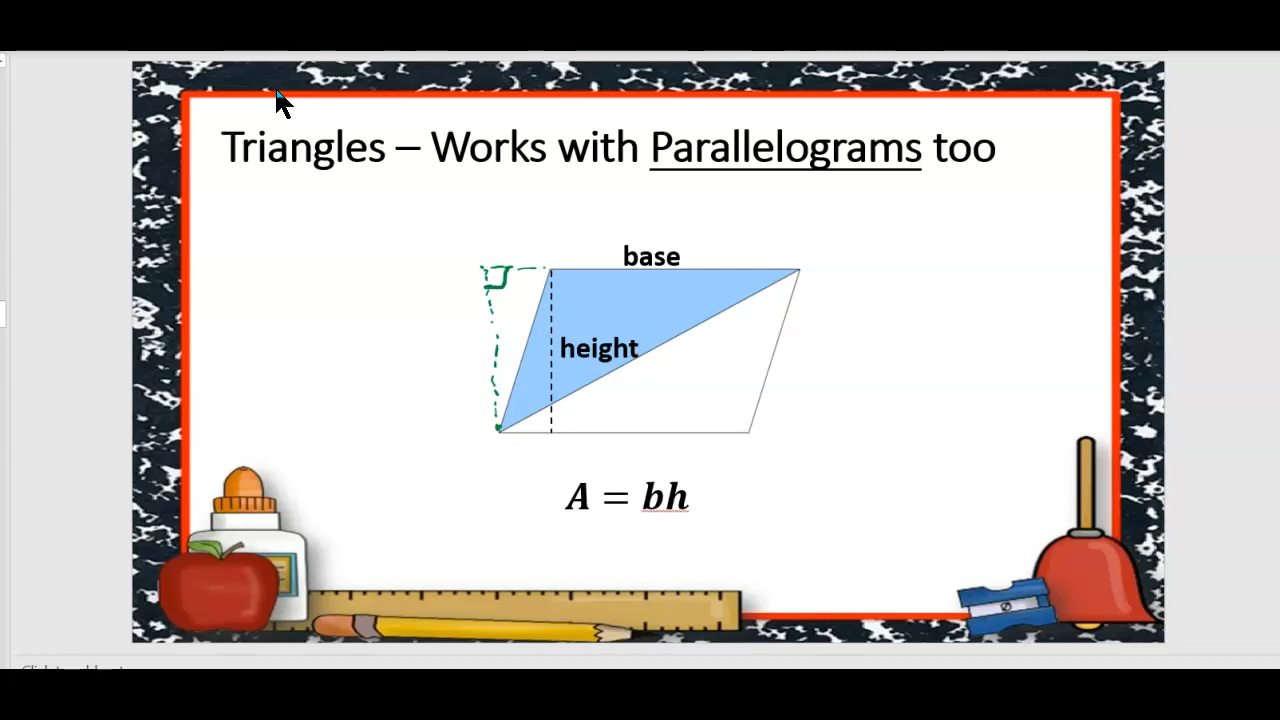 Triangles – Works with Parallelograms too
base
height
A = bh